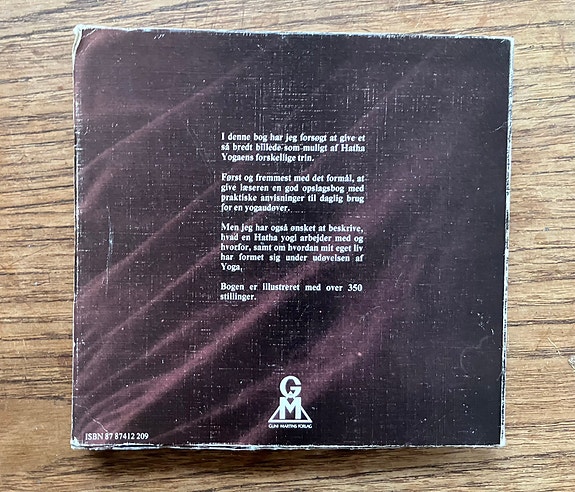 I denne bog har jeg forsøgt at give et
så bredt billede som muligt af Hatha
Yogaens forskellige trin.
Først og fremmest med det formål, at
give læseren en god opslagsbog med
praktiske anvisninger til daglig brug
for en yogaudøver.
Men jeg har også ønsket at beskrive,
hvad en Hatha yogi arbejder med og
hvorfor, samt om hvordan mit eget liv
har formet sig under udøvelsen af
Yoga.
Bogen er illustreret med over 350
stillinger.
G
M
GUNI MARTINS FORLAG
ISBN 87 87412 209